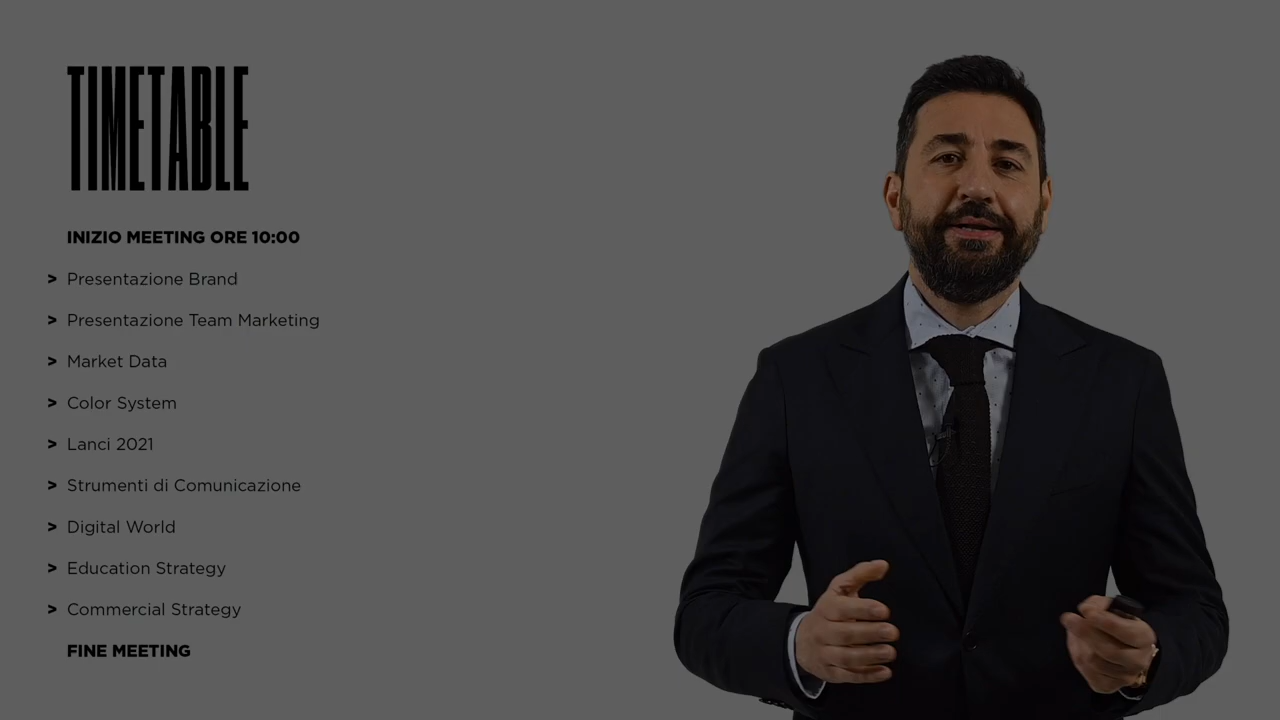 TIMETABLE
INIZIO MEETING ORE 10:00
> Presentazione Brand
> Presentazione Team Marketing
> Market Data
> Color System
> Lanci 2021
> Strumenti di Comunicazione
> Digital World
> Education Strategy
> Commercial Strategy
FINE MEETING